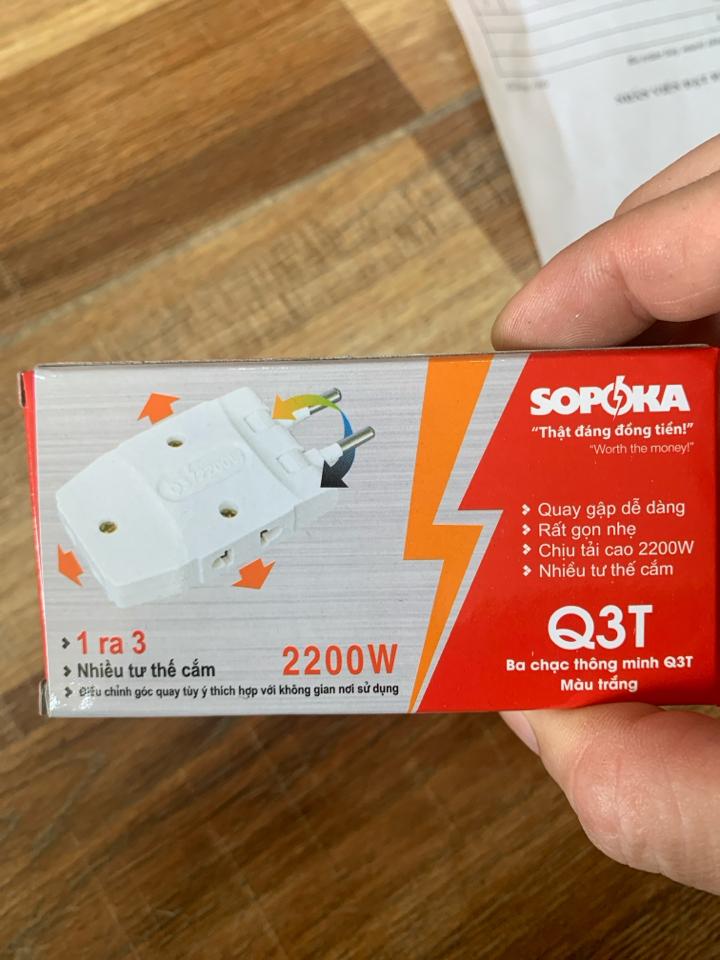 SOPOKA
“Thật đáng đồng tiền!”
“Worth the money!”
Quay gập dễ dàng
Rất gọn nhẹ
Chịu tải cao 2200W
Nhiều tư thế cắm
Q3T
Ba chạc thông minh Q3T
Màu trắng
1 ra 3
Nhiều tư thế cắm
Điều chỉnh góc quay tùy ý thích hợp với không gian nơi sử dụng
2200W